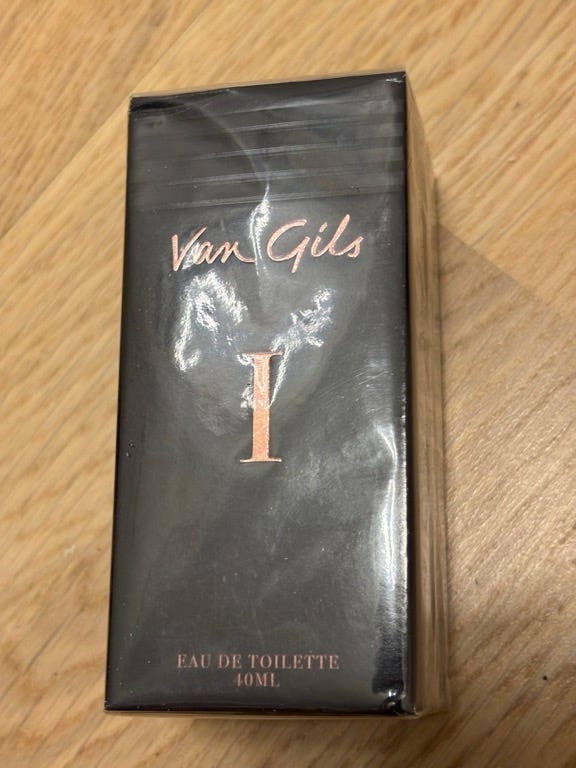 Van Gils
I
EAU DE TOILETTE
40ML